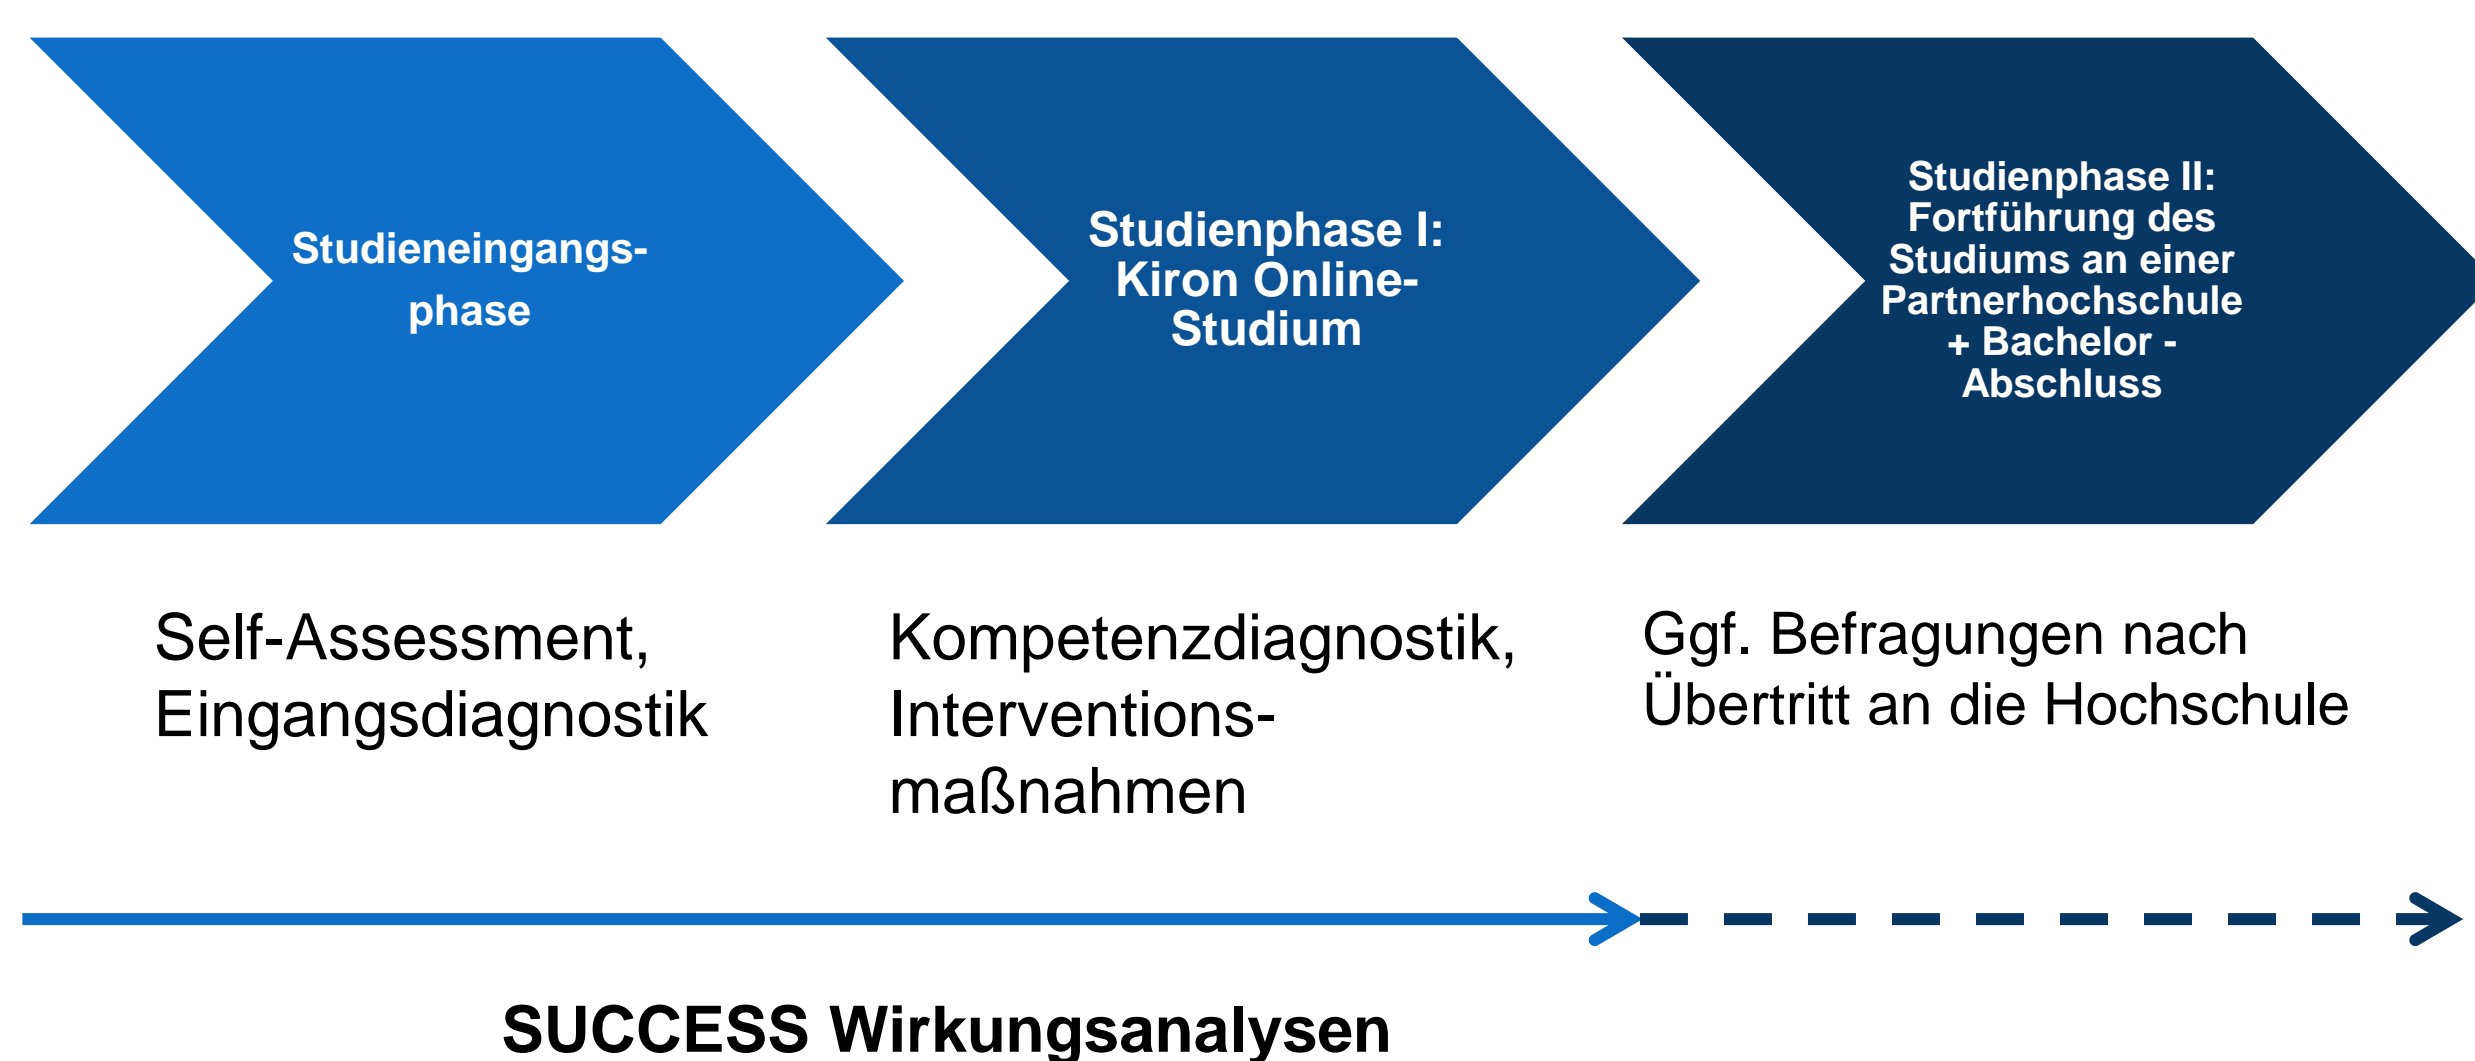 Studieneingangs-
phase
Studienphase I:
Kiron Online-
Studium
Studienphase II:
Fortführung des
Studiums an einer
Partnerhochschule
+ Bachelor -
Abschluss
Self-Assessment,
Eingangsdiagnostik
Kompetenzdiagnostik,
Interventions-
maßnahmen
Ggf. Befragungen nach
Übertritt an die Hochschule
SUCCESS Wirkungsanalysen